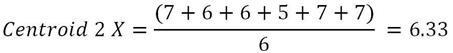 Centroid 2 X = (7 + 6 + 6 + 5 + 7 + 7) / 6 = 6.33